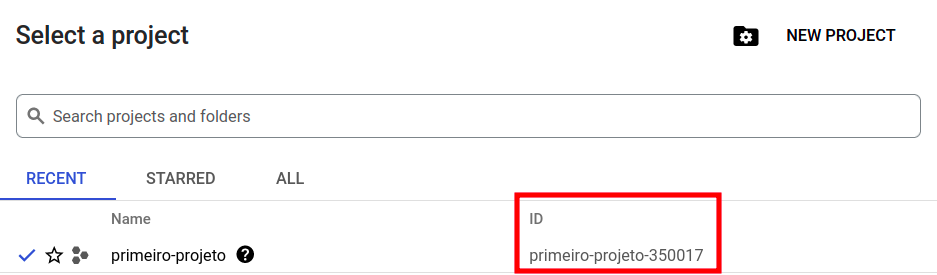 Select a project
NEW PROJECT
Search projects and folders
RECENT STARRED ALL
Name ID
primeiro-projeto ? primeiro-projeto-350017